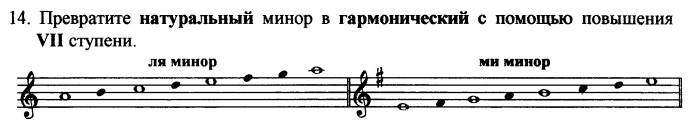 14. Превратите натуральный минор в гармонический с помощью повышения
VII ступени.
ля минор
ми минор